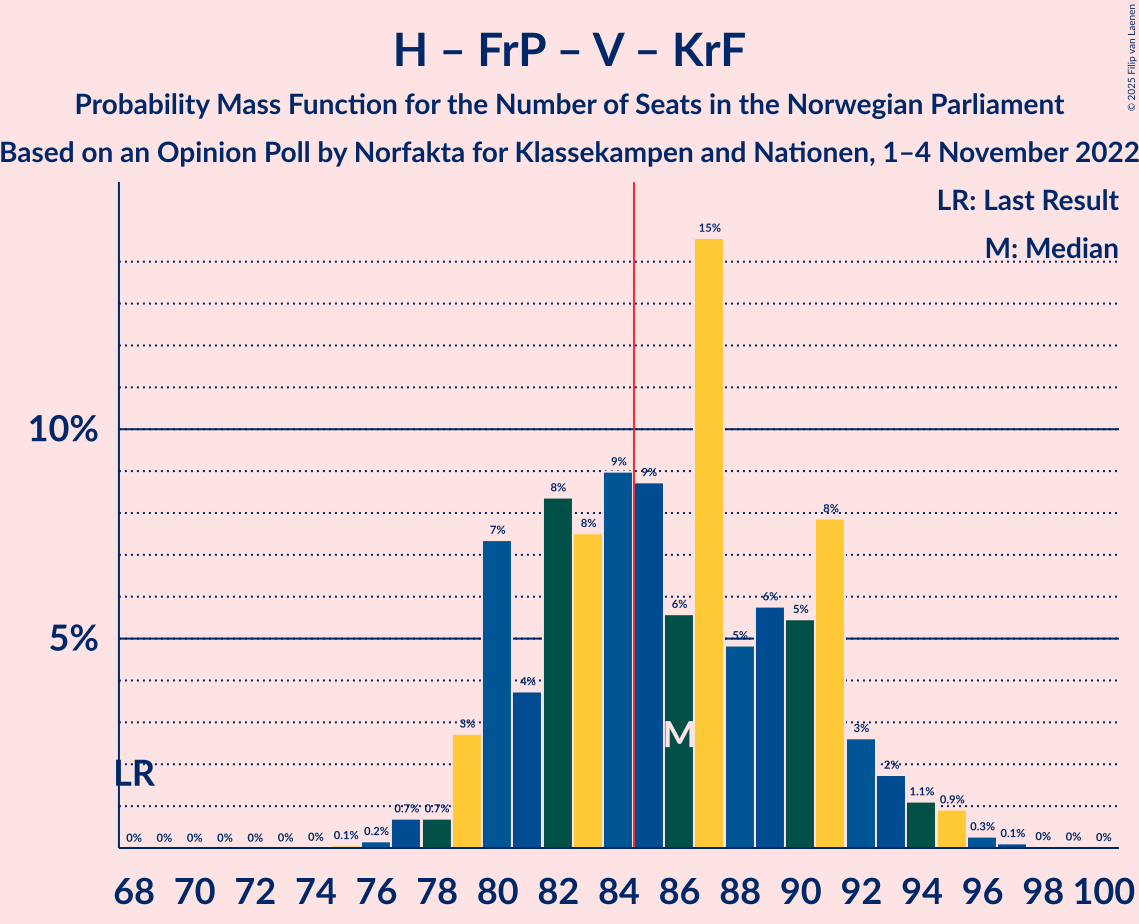 H – FrP – V – KrF
Probability Mass Function for the Number of Seats in the Norwegian Parliament
Based on an Opinion Poll by Norfakta for Klassekampen and Nationen, 1–4 November 2022
© 2025 Filip van Laenen
LR: Last Result
M: Median
10%
5%
LR
M
0% 0% 0% 0% 0% 0% 0% 0.1% 0.2% 0.7% 0.7% 3% 7% 4% 8% 8% 9% 9% 6% 15% 5% 6% 5% 8% 3% 2% 1.1% 0.9% 0.3% 0.1% 0% 0% 0%
68 70 72 74 76 78 80 82 84 86 88 90 92 94 96 98 100